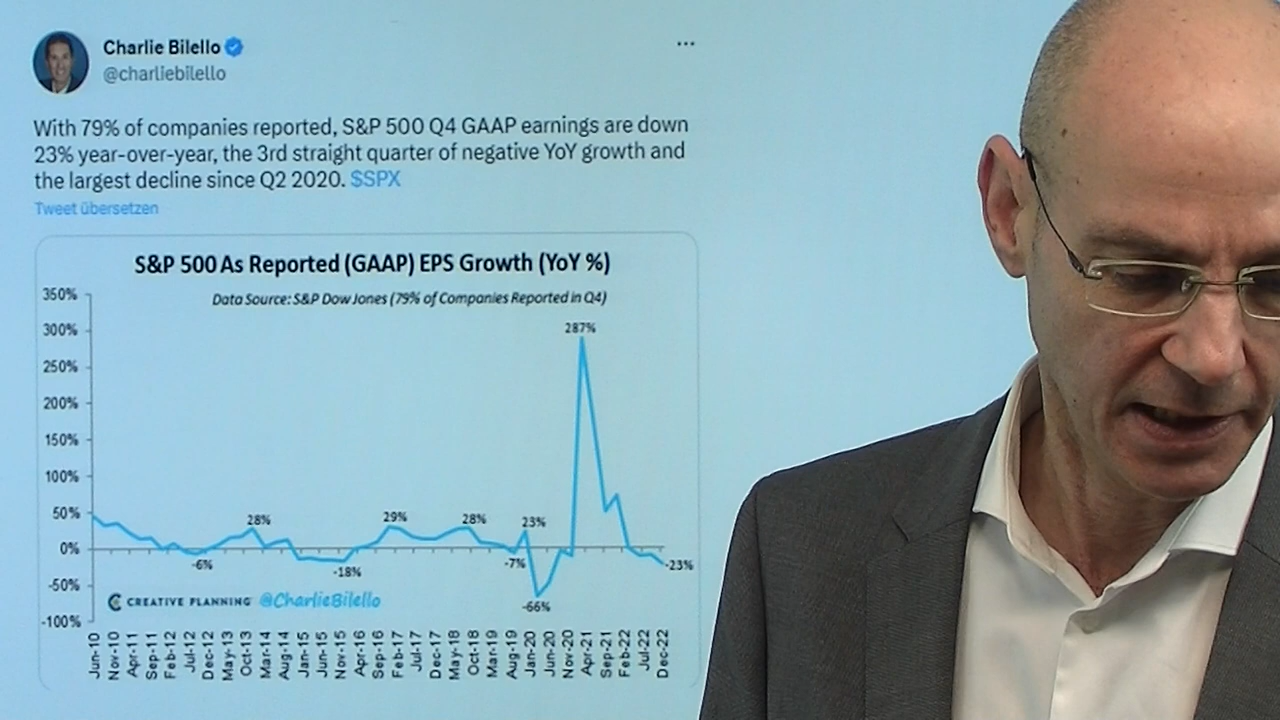 Charlie Bilello
@charliebilello
...
With 79% of companies reported, S&P 500 Q4 GAAP earnings are down
23% year-over-year, the 3rd straight quarter of negative YoY growth and
the largest decline since Q2 2020. $SPX
Tweet übersetzen
S&P 500 As Reported (GAAP) EPS Growth (YoY %)
Data Source: S&P Dow Jones (79% of Companies Reported in Q4)
350%
300%
250%
200%
150%
100%
50%
0%
-50%
-100%
287%
28%
-6%
-18%
29%
28%
-7%
23%
-66%
-23%
CREATIVE PLANNING @CharlieBilello
Jun-10
Nov-10
Apr-11
Sep-11
Feb-12
Jul-12
Dec-12
May-13
Oct-13
Mar-14
Aug-14
Jan-15
Jun-15
Nov-15
Apr-16
Sep-16
Feb-17
Jul-17
Dec-17
May-18
Oct-18
Mar-19
Aug-19
Jan-20
Jun-20
Nov-20
Apr-21
Sep-21
Feb-22
Jul-22
Dec-22